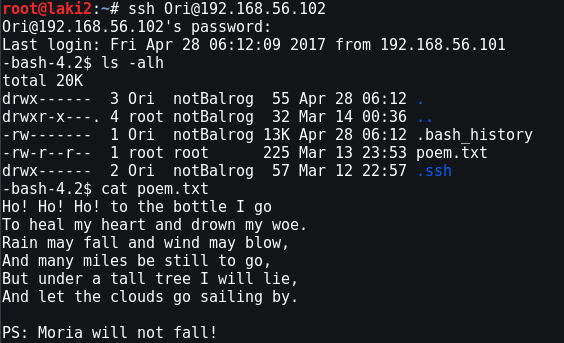 root@laki2:~# ssh Ori@192.168.56.102
Ori@192.168.56.102's password:
Last login: Fri Apr 28 06:12:09 2017 from 192.168.56.101
-bash-4.2$ ls -alh
total 20K
drwx------  3 Ori  notBalrog  55 Apr 28 06:12 .
drwxr-x---. 4 root notBalrog  32 Mar 14 00:36 ..
-rw-------  1 Ori  notBalrog 13K Apr 28 06:12 .bash_history
-rw-r--r--  1 root root      225 Mar 13 23:53 poem.txt
drwx------  2 Ori  notBalrog  57 Mar 12 22:57 .ssh
-bash-4.2$ cat poem.txt
Ho! Ho! Ho! to the bottle I go
To heal my heart and drown my woe.
Rain may fall and wind may blow,
And many miles be still to go,
But under a tall tree I will lie,
And let the clouds go sailing by.

PS: Moria will not fall!